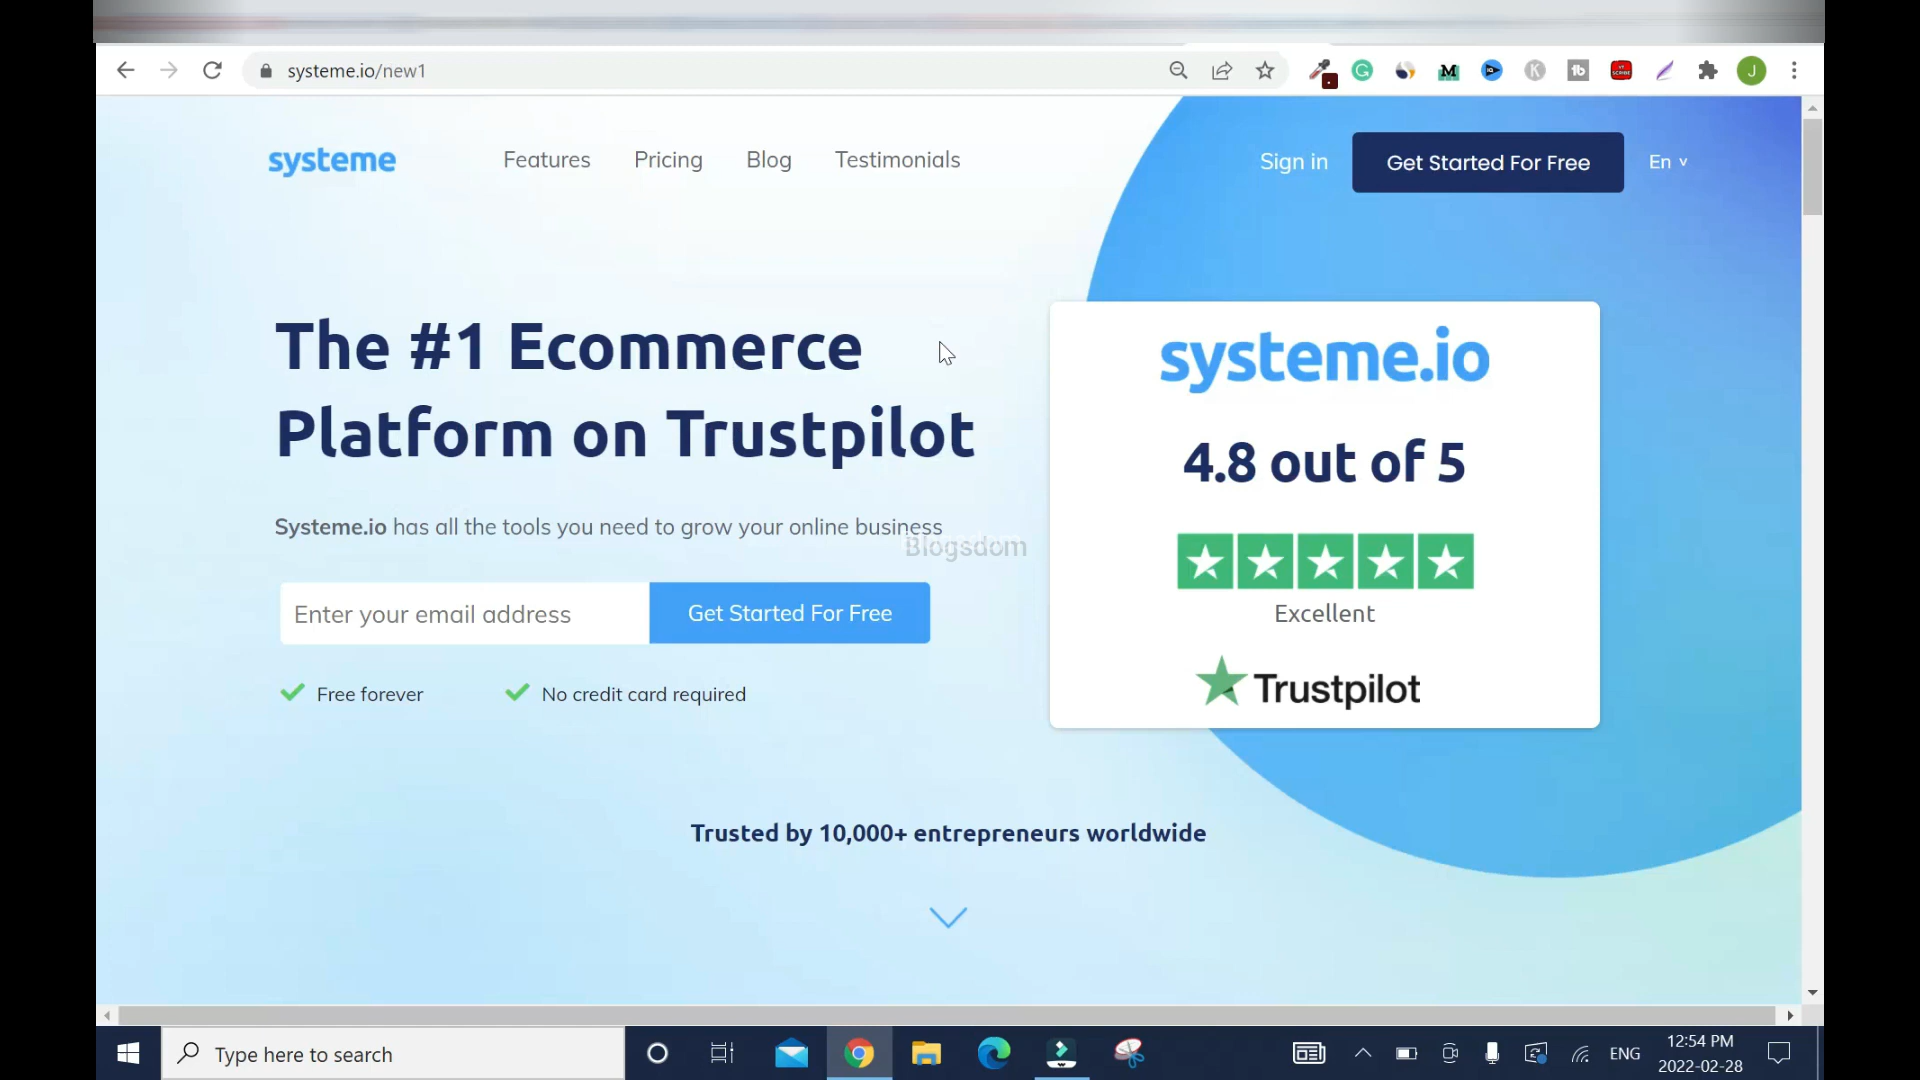 systeme.io/new1
systeme
Features
Pricing
Blog
Testimonials
Sign in
Get Started For Free
En
The #1 Ecommerce
Platform on Trustpilot
Systeme.io has all the tools you need to grow your online business
Blogsdom
Enter your email address
Get Started For Free
Free forever
No credit card required
systeme.io
4.8 out of 5
Excellent
Trustpilot
Trusted by 10,000+ entrepreneurs worldwide
Type here to search
ENG
12:54 PM
2022-02-28